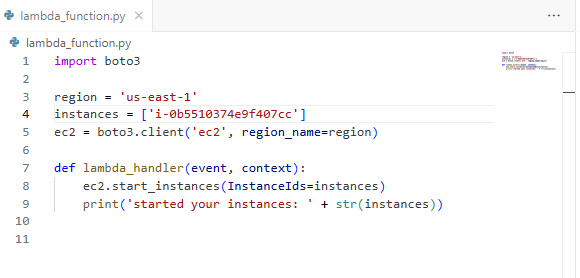 lambda_function.py ×
···
lambda_function.py
1 import boto3
2
3 region = 'us-east-1'
4 instances = ['i-0b5510374e9f407cc']
5 ec2 = boto3.client('ec2', region_name=region)
6
7 def lambda_handler(event, context):
8     ec2.start_instances(InstanceIds=instances)
9     print('started your instances: ' + str(instances))
10
11